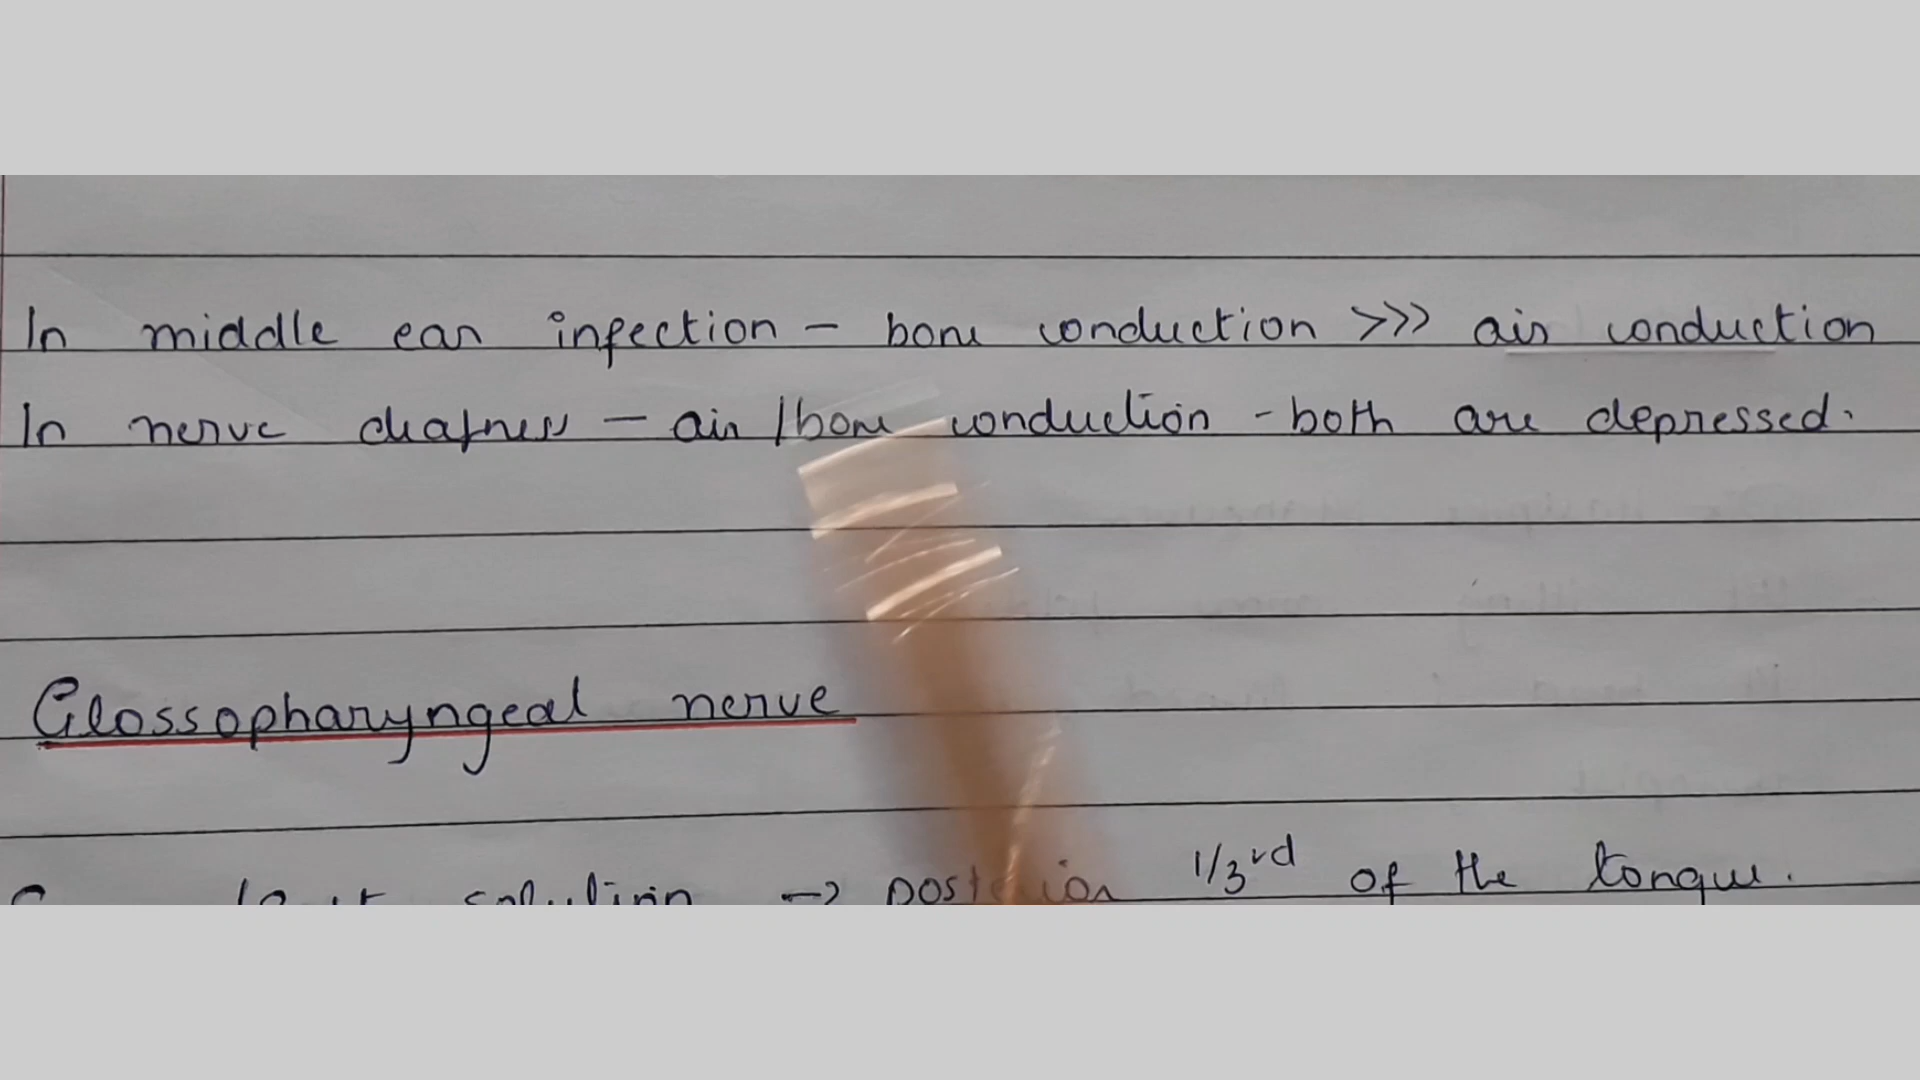 In middle ear infection - bone conduction >>> air conduction
In nerve deafness - air / bone conduction - both are depressed.
Glossopharyngeal nerve
→ posterior 1/3rd of the tongue.